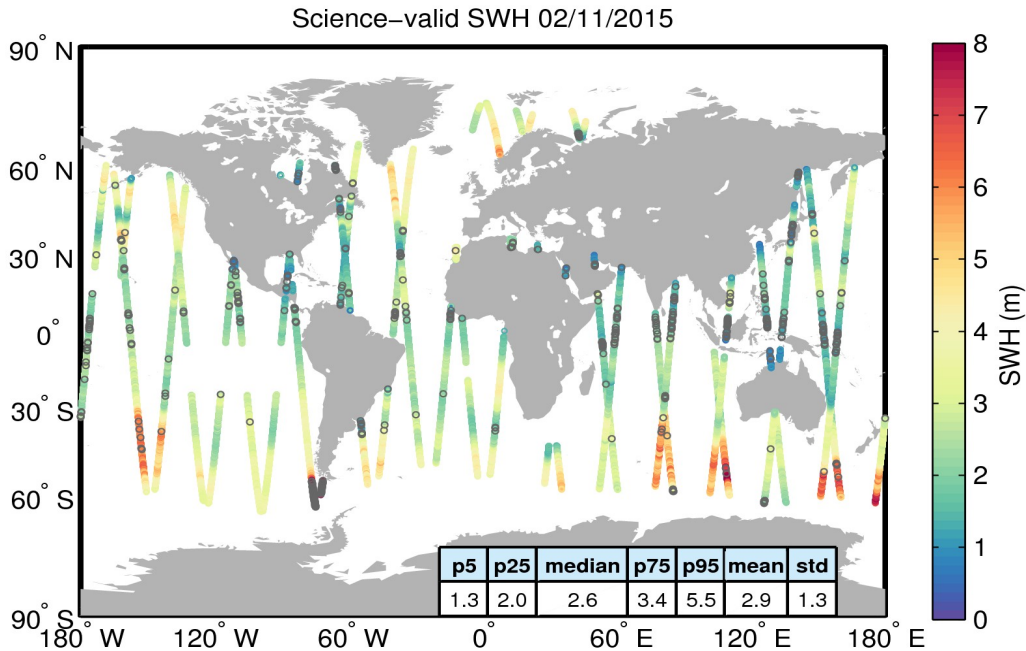 Science−valid SWH 02/11/2015
90° N
60° N
30° N
0°
30° S
60° S
90° S
180° W
120° W
60° W
0°
60° E
120° E
180° E
p5 p25 median p75 p95 mean std
1.3 2.0 2.6 3.4 5.5 2.9 1.3
8
7
6
5
4
3
2
1
0
SWH (m)